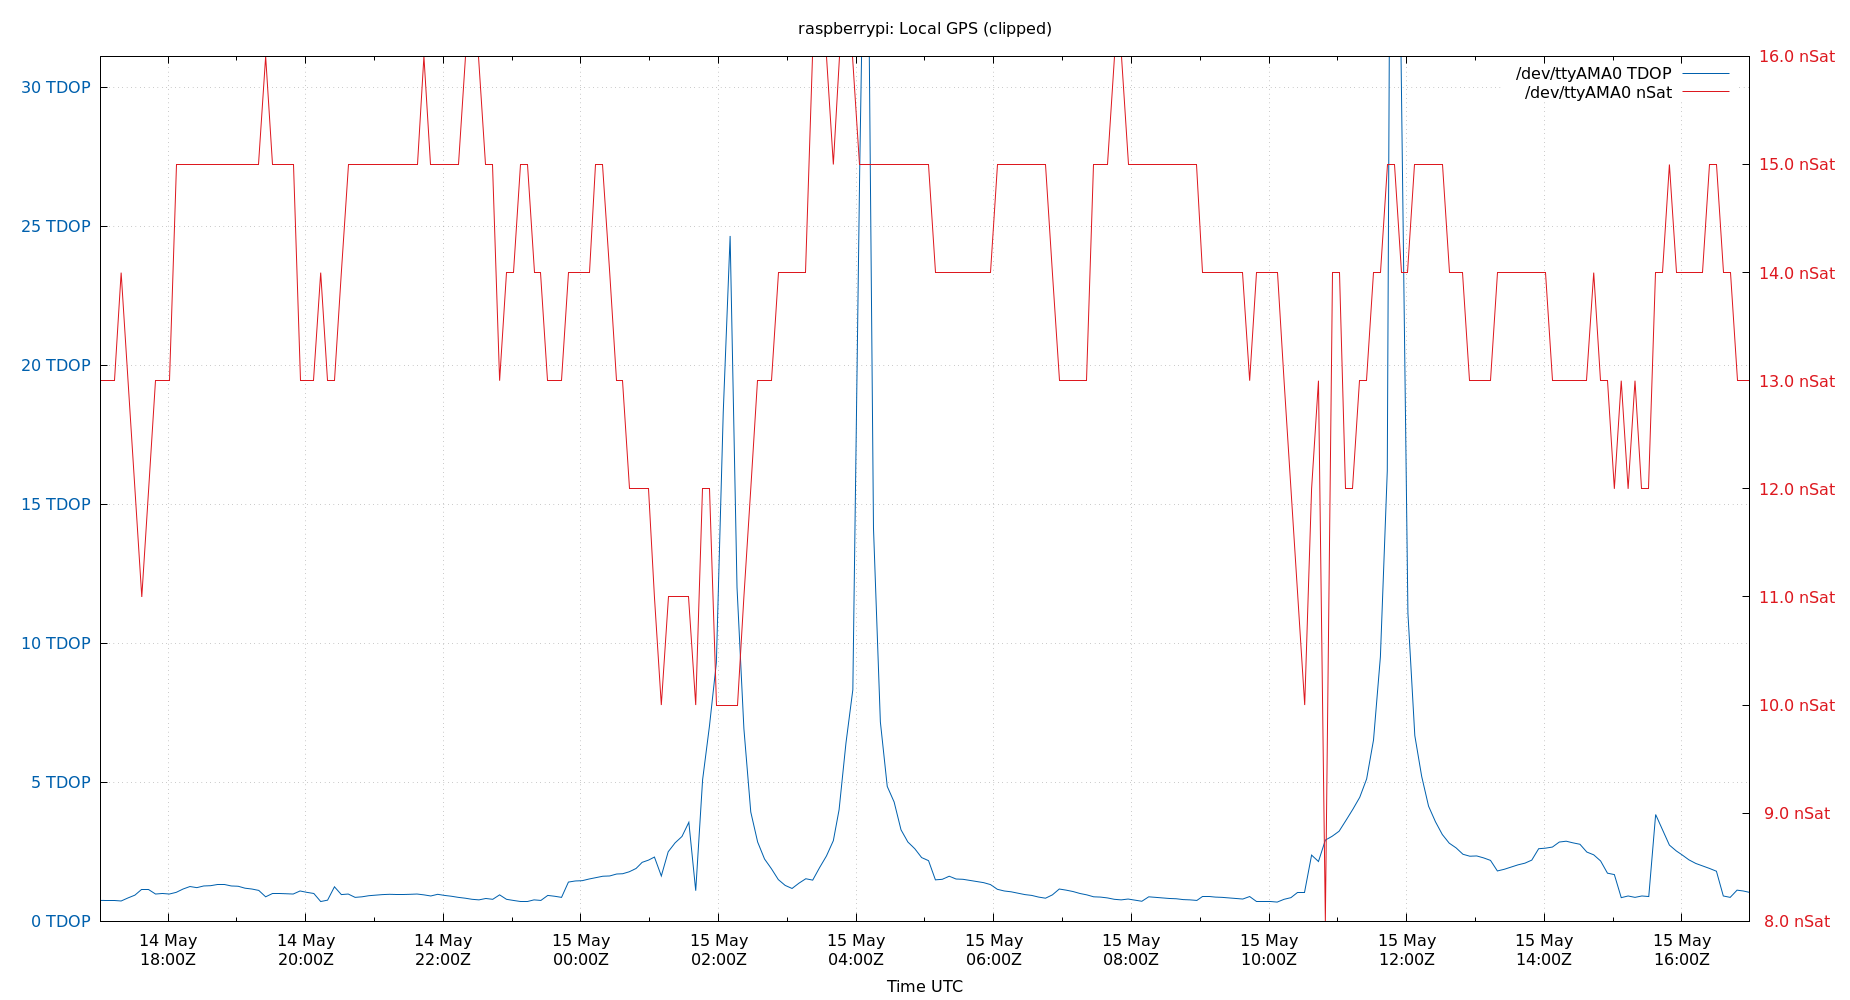 raspberrypi: Local GPS (clipped)
/dev/ttyAMA0 TDOP
/dev/ttyAMA0 nSat
30 TDOP
25 TDOP
20 TDOP
15 TDOP
10 TDOP
5 TDOP
0 TDOP
16.0 nSat
15.0 nSat
14.0 nSat
13.0 nSat
12.0 nSat
11.0 nSat
10.0 nSat
9.0 nSat
8.0 nSat
14 May
18:00Z
14 May
20:00Z
14 May
22:00Z
15 May
00:00Z
15 May
02:00Z
15 May
04:00Z
15 May
06:00Z
15 May
08:00Z
15 May
10:00Z
15 May
12:00Z
15 May
14:00Z
15 May
16:00Z
Time UTC